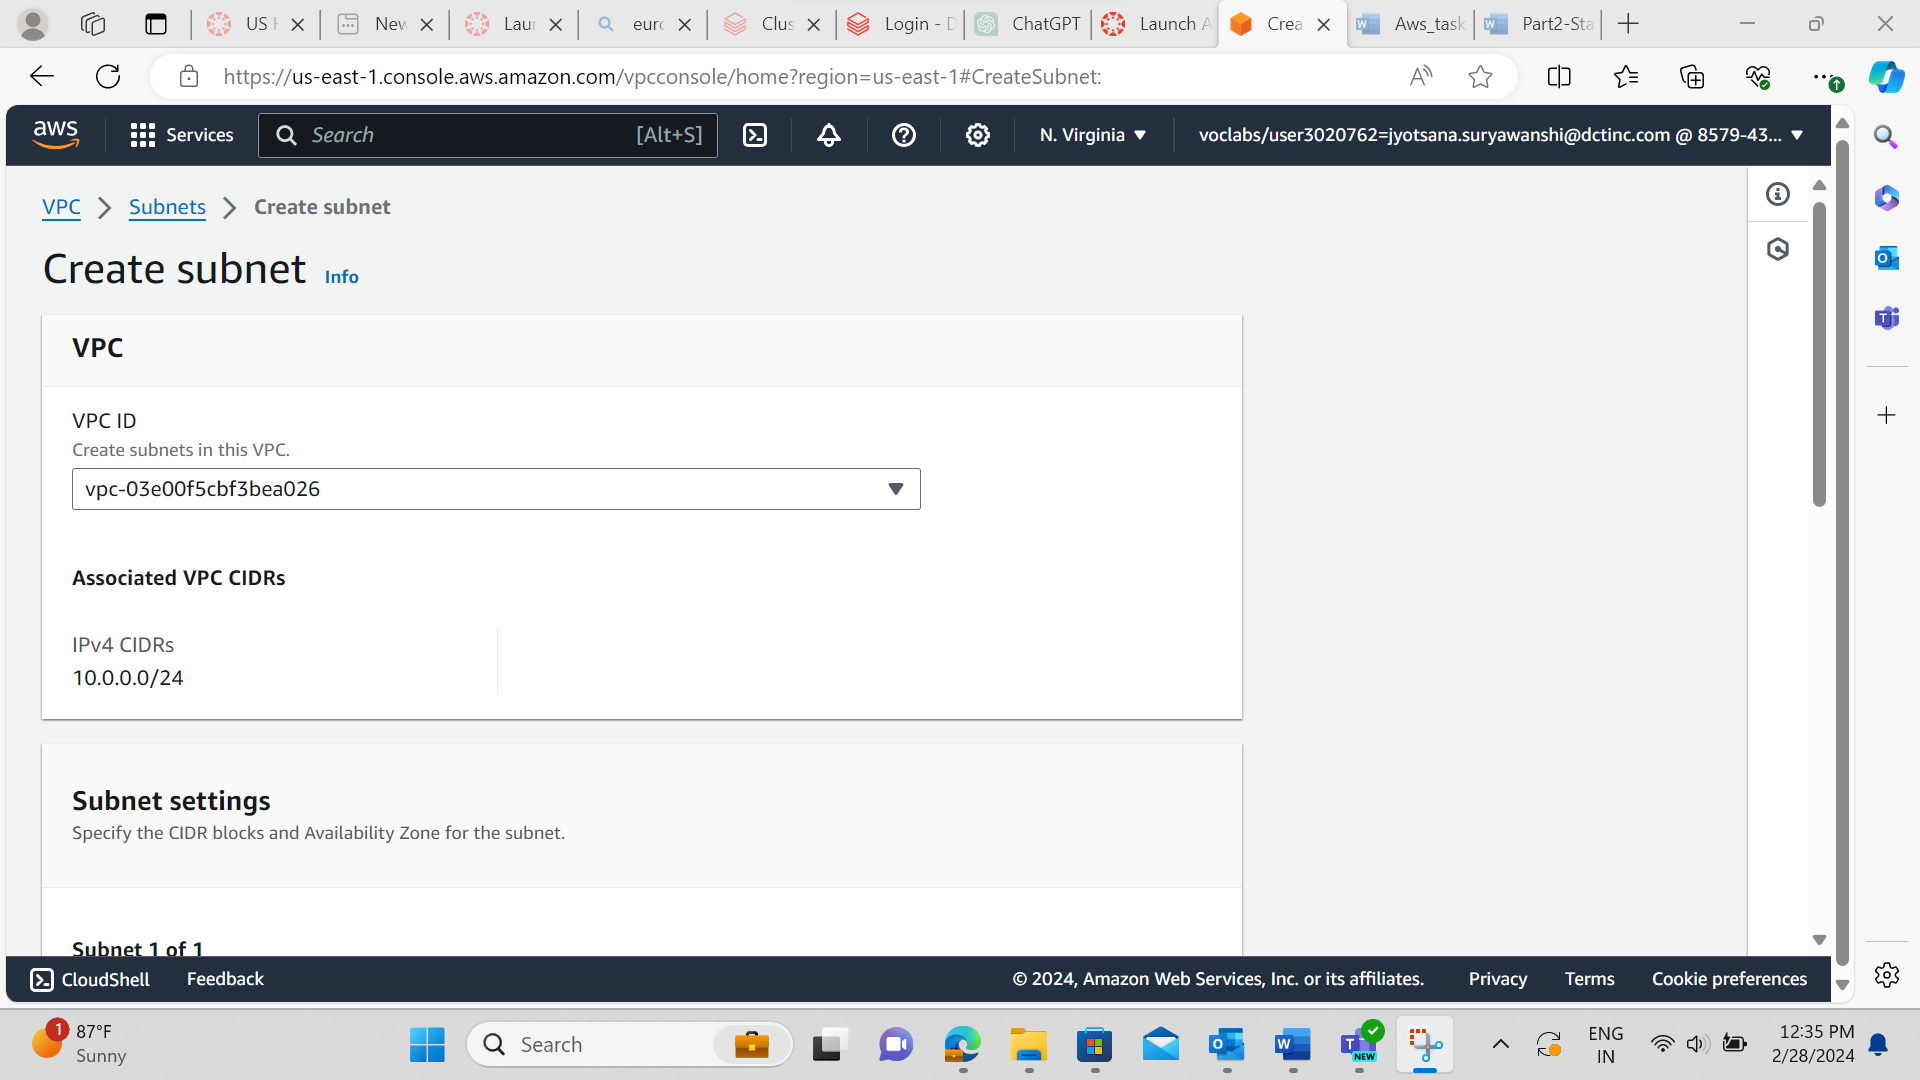 US H
New
Laun
euro
Clus
Login - D
ChatGPT
Launch A
Crea
Aws_task
Part2-Sta
https://us-east-1.console.aws.amazon.com/vpcconsole/home?region=us-east-1#CreateSubnet:
aws
Services
Search
[Alt+S]
N. Virginia
voclabs/user3020762=jyotsana.suryawanshi@dctinc.com @ 8579-43...
VPC
Subnets
Create subnet
Create subnet
Info
VPC
VPC ID
Create subnets in this VPC.
vpc-03e00f5cbf3bea026
Associated VPC CIDRs
IPv4 CIDRs
10.0.0.0/24
Subnet settings
Specify the CIDR blocks and Availability Zone for the subnet.
Subnet 1 of 1
CloudShell
Feedback
© 2024, Amazon Web Services, Inc. or its affiliates.
Privacy
Terms
Cookie preferences
1
87°F
Sunny
Search
NEW
ENG
IN
12:35 PM
2/28/2024